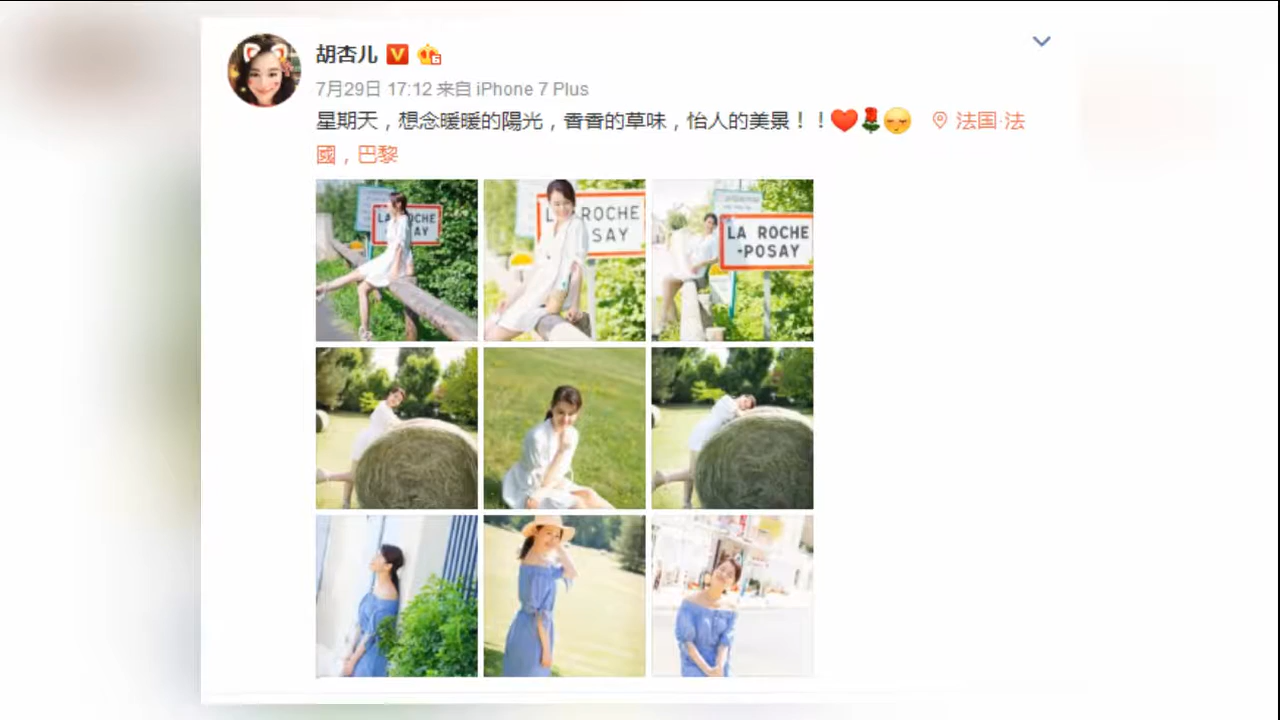 胡杏儿
7月29日 17:12 来自 iPhone 7 Plus
星期天，想念暖暖的陽光，香香的草味，怡人的美景！！ 法国·法
國，巴黎
LA ROCHE
ROCHE
SAY
LA ROCHE
-POSAY